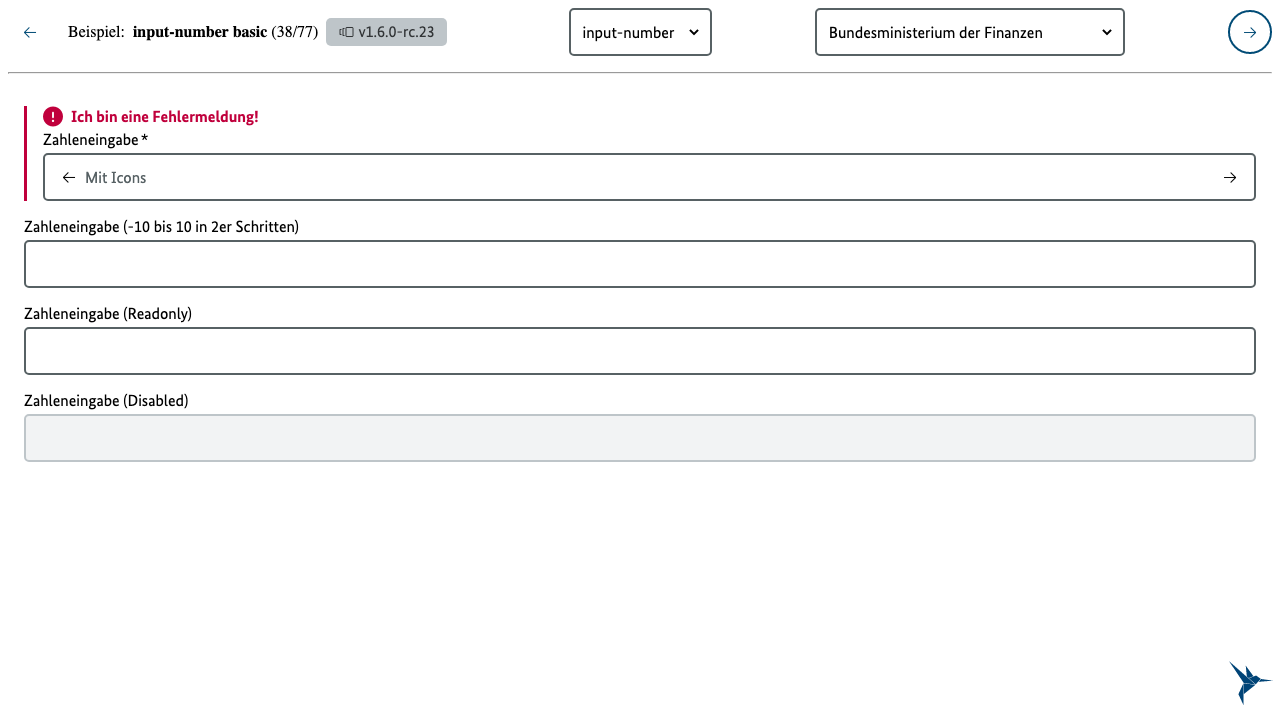 Beispiel: input-number basic (38/77) v1.6.0-rc.23 input-number Bundesministerium der Finanzen
Ich bin eine Fehlermeldung!
Zahleneingabe*
Mit Icons
Zahleneingabe (-10 bis 10 in 2er Schritten)
Zahleneingabe (Readonly)
Zahleneingabe (Disabled)